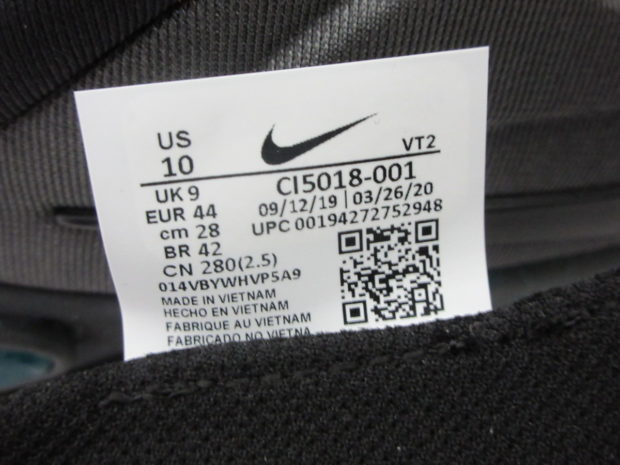 US
10
VT2
UK 9
EUR 44
cm 28
BR 42
CN 280(2.5)
014VBYWHVP5A9
MADE IN VIETNAM
HECHO EN VIETNAM
FABRIQUE AU VIETNAM
FABRICADO NO VIETNA
CI5018-001
09/12/19 | 03/26/20
UPC 00194272752948